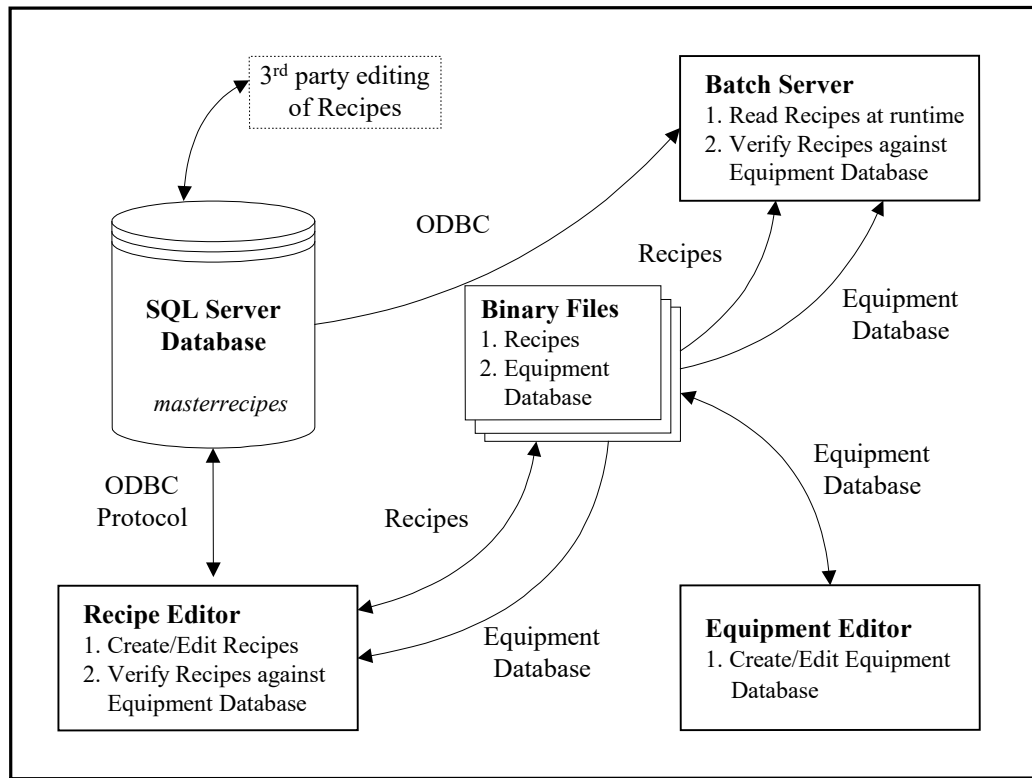 3rd party editing
of Recipes
Batch Server
1. Read Recipes at runtime
2. Verify Recipes against
Equipment Database
ODBC
Recipes
Equipment
Database
SQL Server
Database
masterrecipes
Binary Files
1. Recipes
2. Equipment
Database
Equipment
Database
ODBC
Protocol
Recipes
Recipe Editor
1. Create/Edit Recipes
2. Verify Recipes against
Equipment Database
Equipment
Database
Equipment Editor
1. Create/Edit Equipment
Database